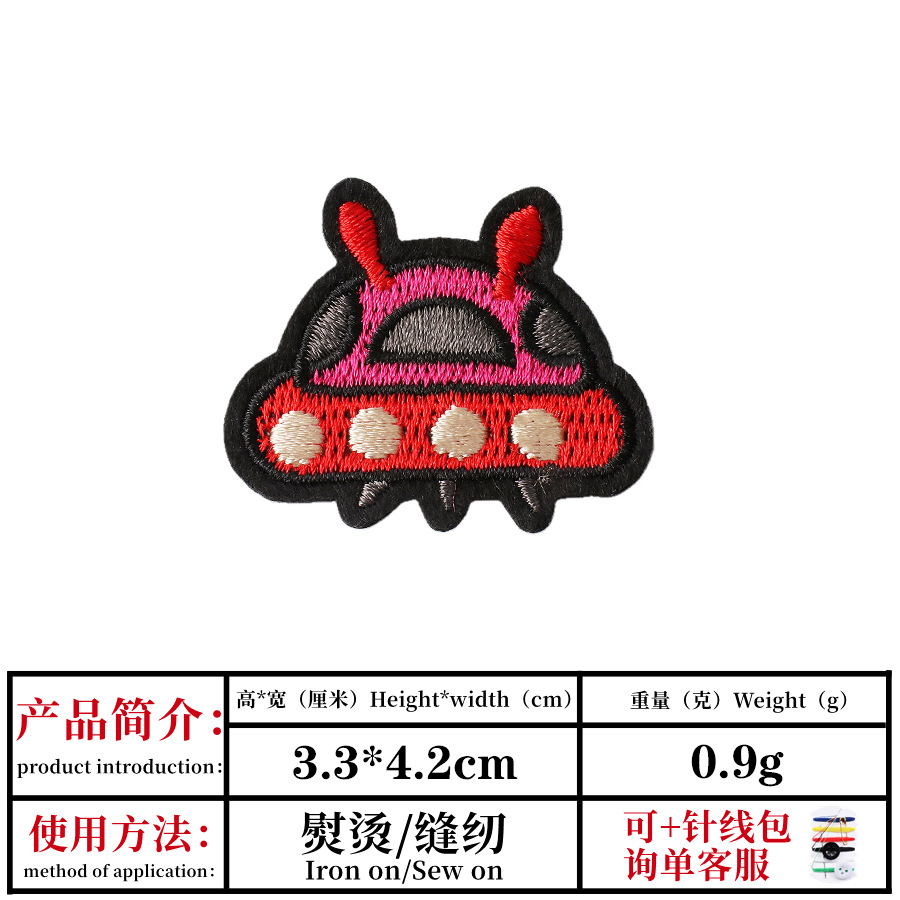 产品简介：
product introduction:
高*宽（厘米）Height*width（cm）
重量（克）Weight（g）
3.3*4.2cm
0.9g
使用方法：
method of application:
熨烫/缝纫
Iron on/Sew on
可+针线包
询单客服